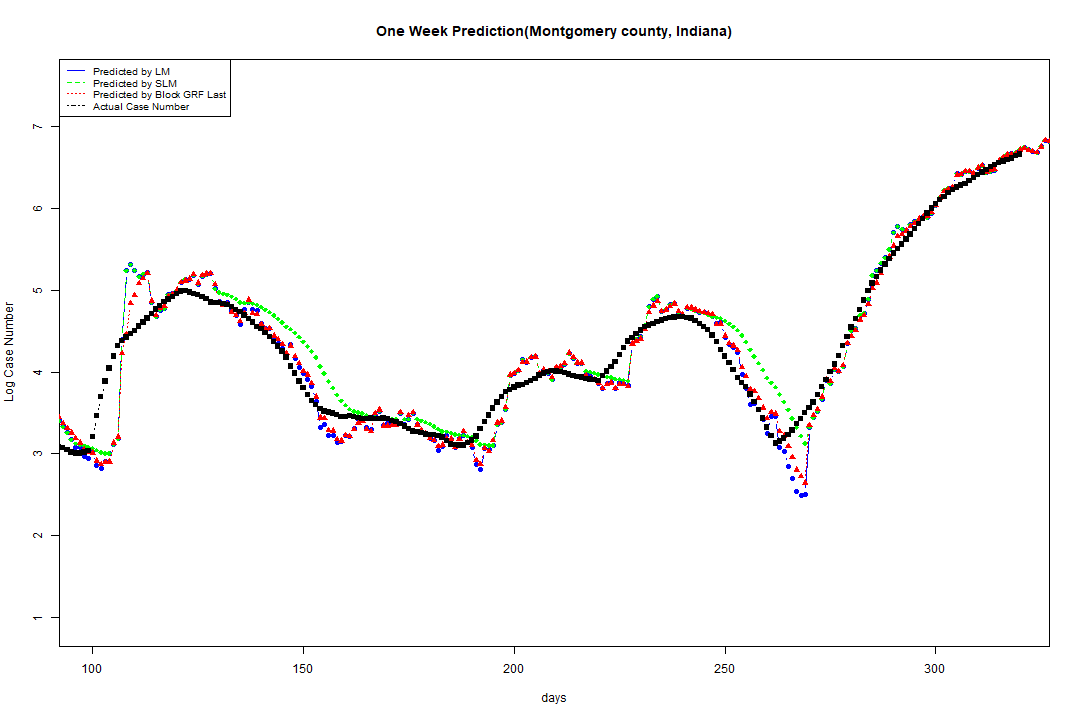 One Week Prediction(Montgomery county, Indiana)
Predicted by LM
Predicted by SLM
Predicted by Block GRF Last
Actual Case Number
7
6
5
4
3
2
1
Log Case Number
100 150 200 250 300
days